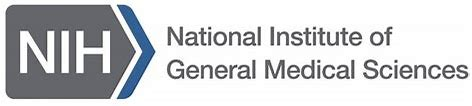 NIH
National Institute of
General Medical Sciences